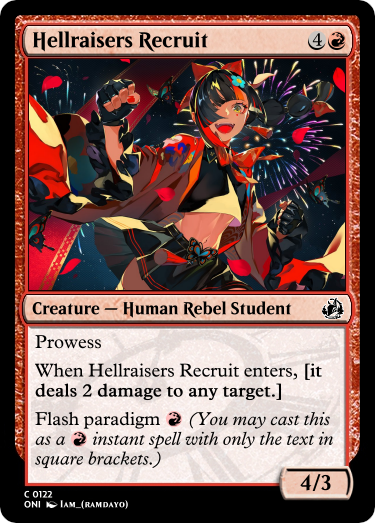 Hellraisers Recruit 4
Creature — Human Rebel Student
Prowess
When Hellraisers Recruit enters, [it
deals 2 damage to any target.]
Flash paradigm (You may cast this
as a instant spell with only the text in
square brackets.)
4/3
C 0122
ONI Iam_(ramdayo)